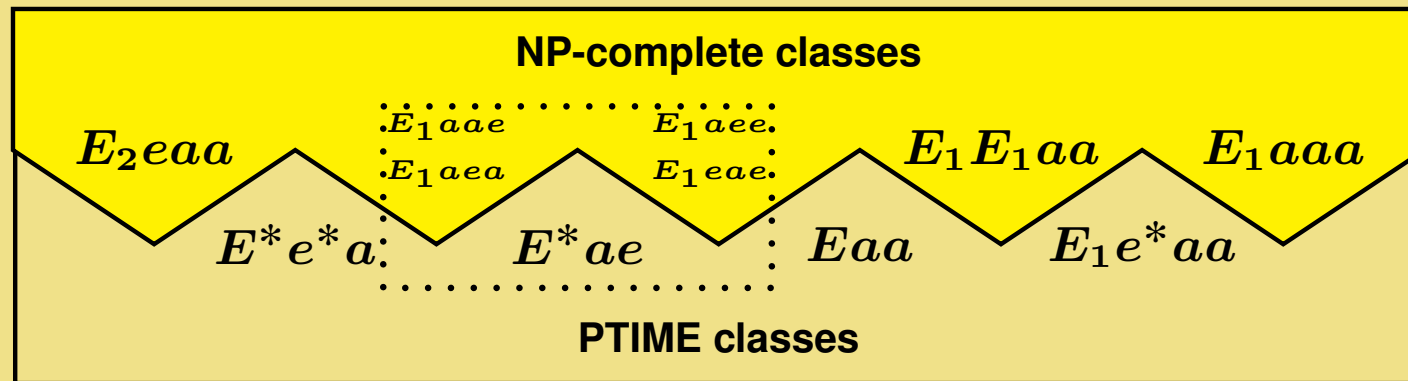 NP-complete classes
E₁aae E₁aee
E₂eaa E₁E₁aa E₁aaa
E₁aea E₁eae
E*e*a E*ae Eaa E₁e*aa
PTIME classes